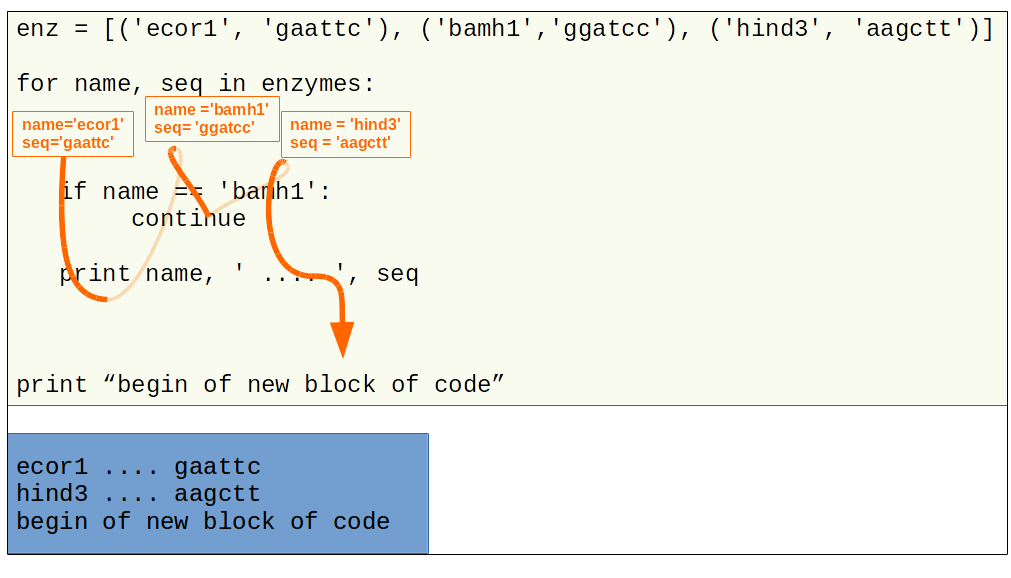 enz = [('ecor1', 'gaattc'), ('bamh1','ggatcc'), ('hind3', 'aagctt')]
for name, seq in enzymes:
name='ecor1'
seq='gaattc'
name ='bamh1'
seq= 'ggatcc'
name = 'hind3'
seq = 'aagctt'
if name == 'bamh1':
continue
print name, ' .... ', seq
print “begin of new block of code”
ecor1 .... gaattc
hind3 .... aagctt
begin of new block of code